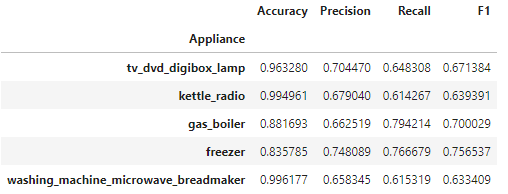 Accuracy Precision Recall F1
Appliance
tv_dvd_digibox_lamp 0.963280 0.704470 0.648308 0.671384
kettle_radio 0.994961 0.679040 0.614267 0.639391
gas_boiler 0.881693 0.662519 0.794214 0.700029
freezer 0.835785 0.748089 0.766679 0.756537
washing_machine_microwave_breadmaker 0.996177 0.658345 0.615319 0.633409